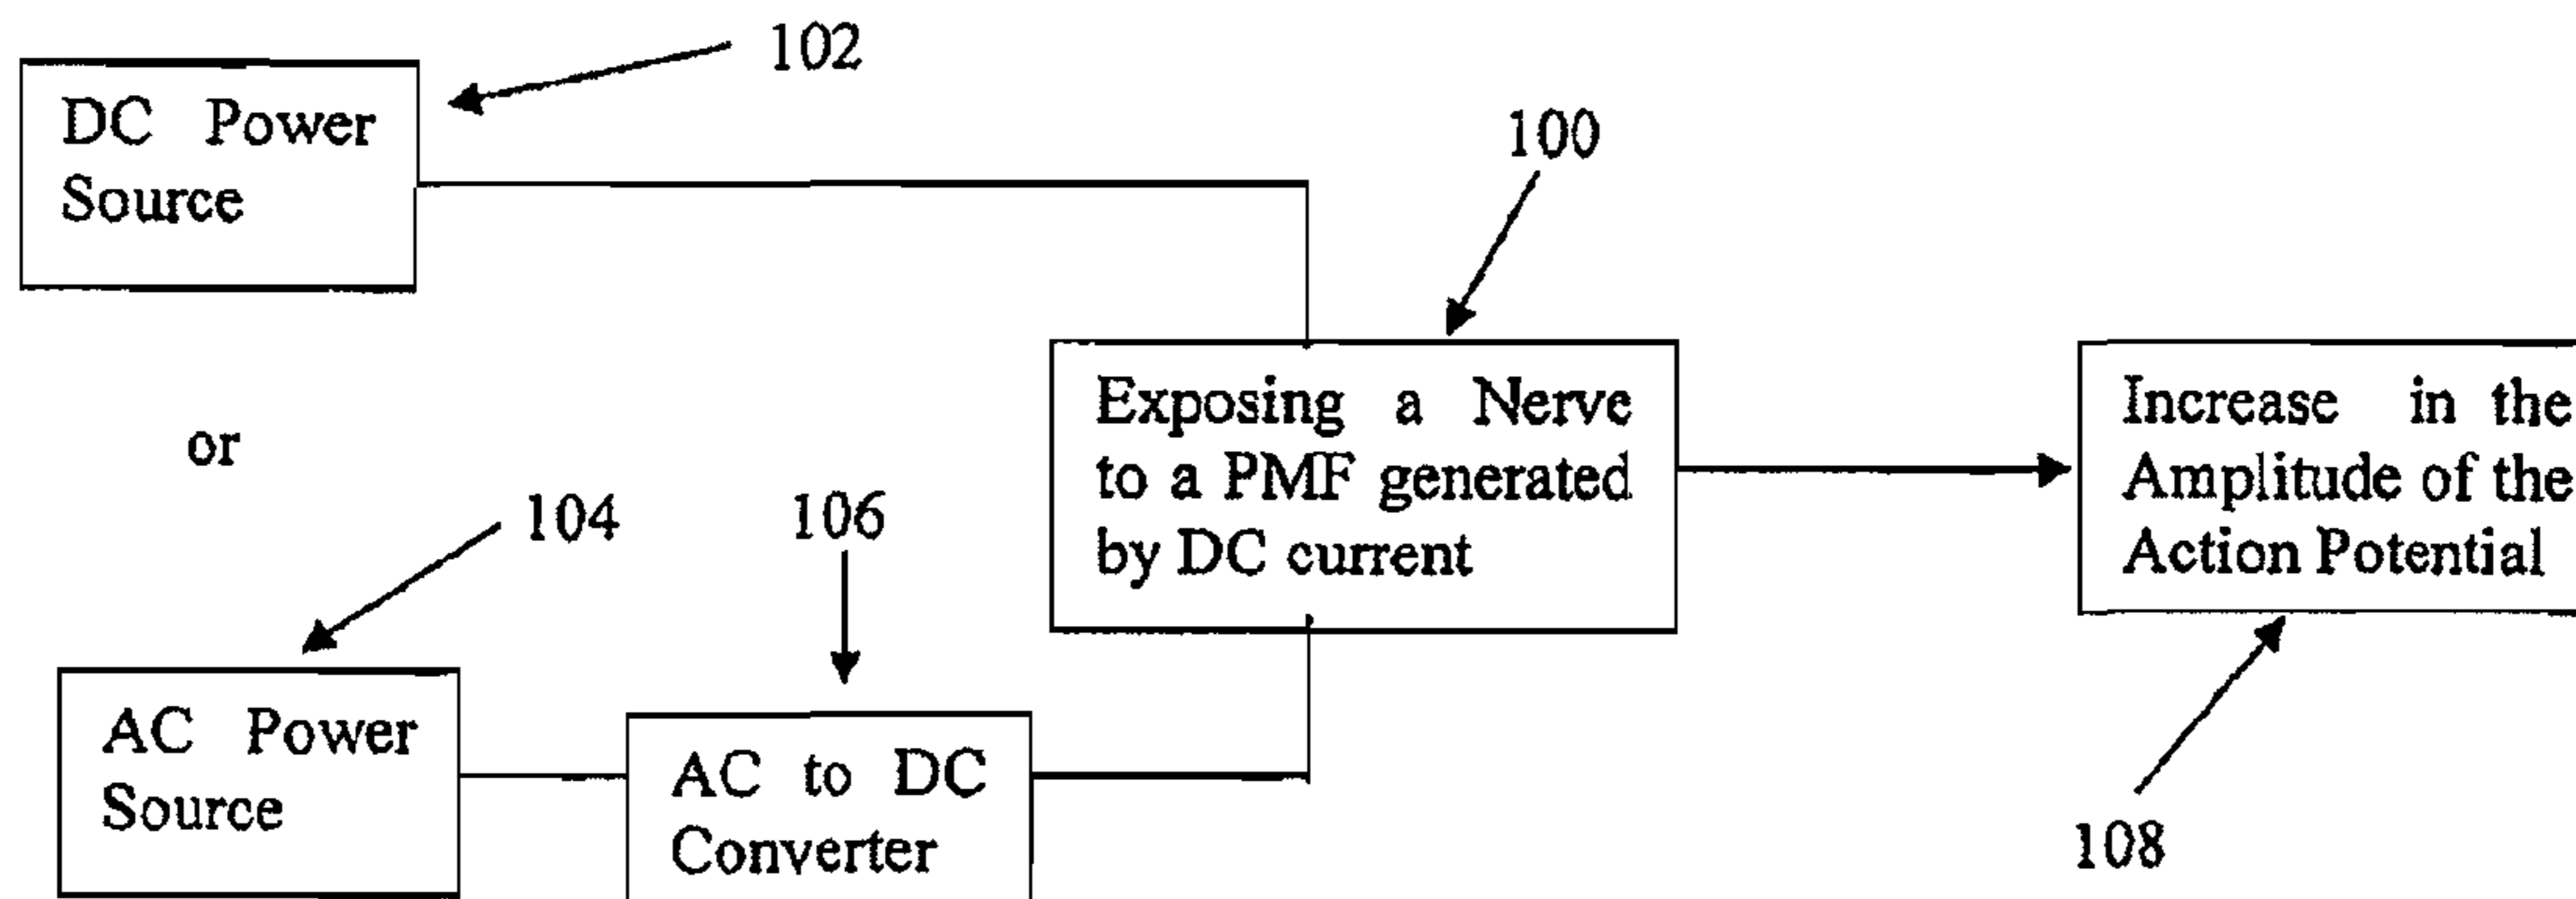 102
DC Power
Source
100
or
Exposing a Nerve
to a PMF generated
by DC current
Increase in the
Amplitude of the
Action Potential
104
106
AC Power
Source
AC to DC
Converter
108